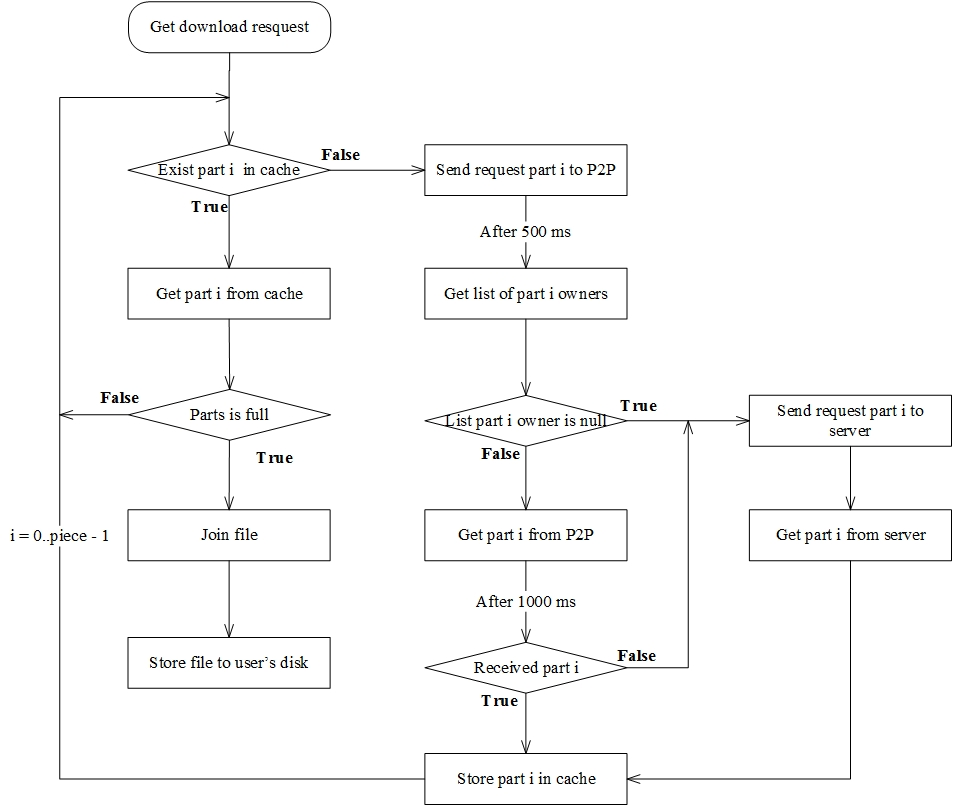 Get download resquest
False
Exist part i in cache
Send request part i to P2P
True
After 500 ms
Get part i from cache
Get list of part i owners
False
Parts is full
True
List part i owner is null
True
Send request part i to
server
False
i = 0..piece - 1
Join file
Get part i from P2P
Get part i from server
After 1000 ms
Store file to user's disk
Received part i
False
True
Store part i in cache